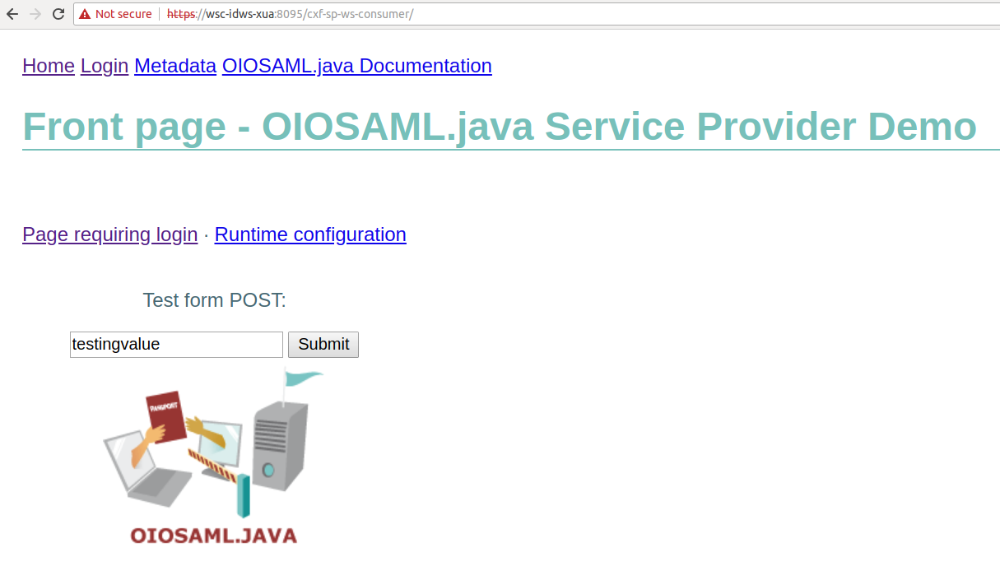 Not secure https://wsc-idws-xua:8095/cxf-sp-ws-consumer/
Home Login Metadata OIOSAML.java Documentation
Front page - OIOSAML.java Service Provider Demo
Page requiring login · Runtime configuration
Test form POST:
testingvalue Submit
PASSPORT
OIOSAML.JAVA